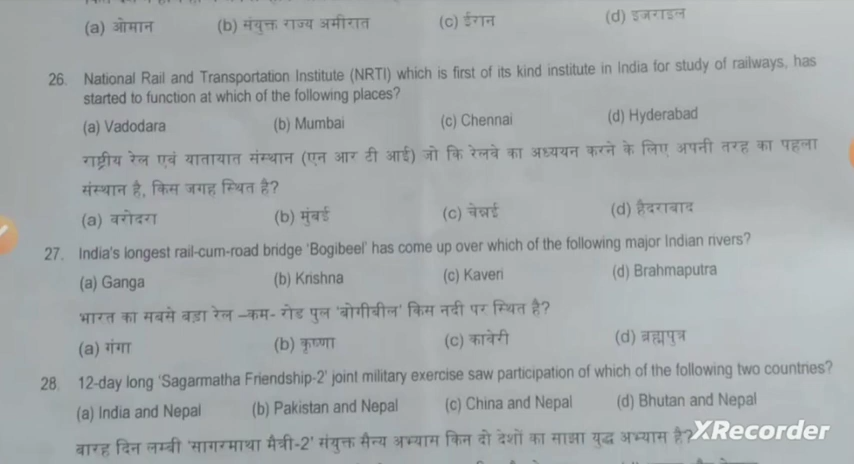 (a) ओमान (b) संयुक्त राज्य अमीरात (c) ईरान (d) इजराइल
26. National Rail and Transportation Institute (NRTI) which is first of its kind institute in India for study of railways, has
started to function at which of the following places?
(a) Vadodara (b) Mumbai (c) Chennai (d) Hyderabad
राष्ट्रीय रेल एवं यातायात संस्थान (एन आर टी आई) जो कि रेलवे का अध्ययन करने के लिए अपनी तरह का पहला
संस्थान है, किस जगह स्थित है?
(a) वरोदरा (b) मुंबई (c) चेन्नई (d) हैदराबाद
27. India's longest rail-cum-road bridge 'Bogibeel' has come up over which of the following major Indian rivers?
(a) Ganga (b) Krishna (c) Kaveri (d) Brahmaputra
भारत का सबसे बड़ा रेल –कम- रोड पुल 'बोगीबील' किस नदी पर स्थित है?
(a) गंगा (b) कृष्णा (c) कावेरी (d) ब्रह्मपुत्र
28. 12-day long 'Sagarmatha Friendship-2' joint military exercise saw participation of which of the following two countries?
(a) India and Nepal (b) Pakistan and Nepal (c) China and Nepal (d) Bhutan and Nepal
बारह दिन लम्बी 'सागरमाथा मैत्री-2' संयुक्त सैन्य अभ्यास किन दो देशों का साझा युद्ध अभ्यास है?
XRecorder